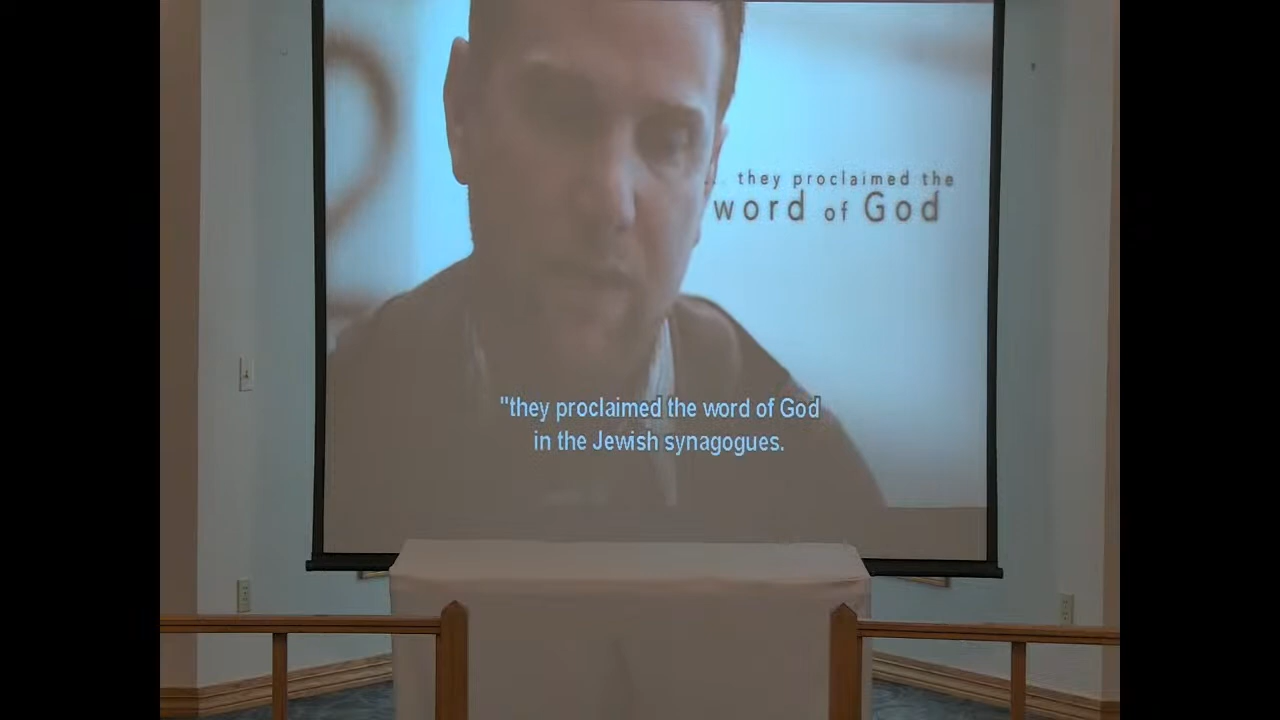 ... they proclaimed the
word of God
"they proclaimed the word of God
in the Jewish synagogues.